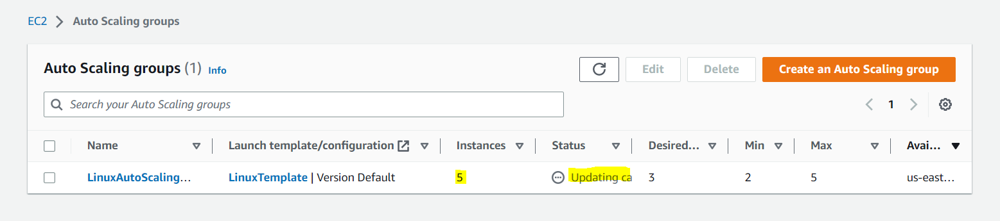 EC2 > Auto Scaling groups
Auto Scaling groups (1) Info
Edit
Delete
Create an Auto Scaling group
Search your Auto Scaling groups
1
Name Launch template/configuration Instances Status Desired... Min Max Avai...
LinuxAutoScaling... LinuxTemplate | Version Default 5 Updating ca 3 2 5 us-east...